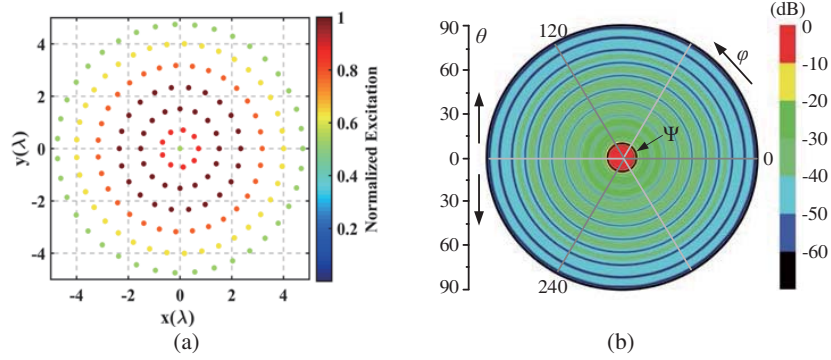 4
2
0
-2
-4
y(λ)
-4 -2 0 2 4
x(λ)
1
0.8
0.6
0.4
0.2
Normalized Excitation
(a)
90
60
30
0
30
60
90
θ
120
240
0
φ
Ψ
(dB)
0
-10
-20
-30
-40
-50
-60
(b)